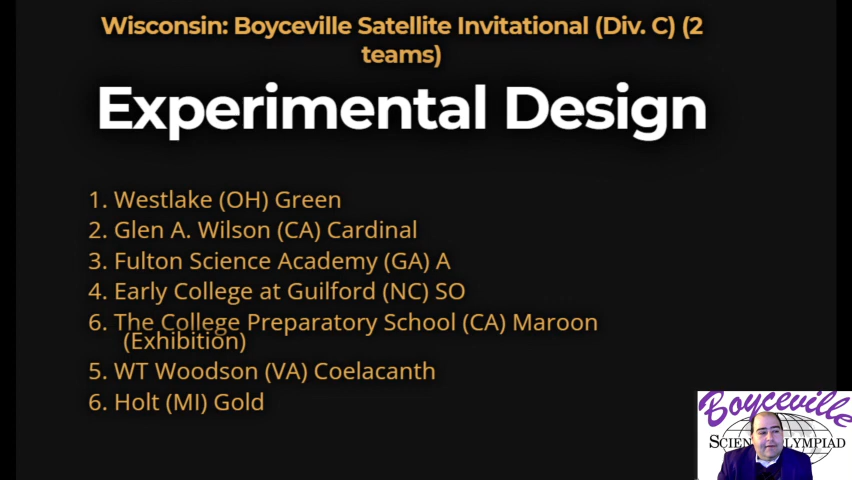 Wisconsin: Boyceville Satellite Invitational (Div. C) (2
teams)
Experimental Design
1. Westlake (OH) Green
2. Glen A. Wilson (CA) Cardinal
3. Fulton Science Academy (GA) A
4. Early College at Guilford (NC) SO
6. The College Preparatory School (CA) Maroon
(Exhibition)
5. WT Woodson (VA) Coelacanth
6. Holt (MI) Gold
Boyceville